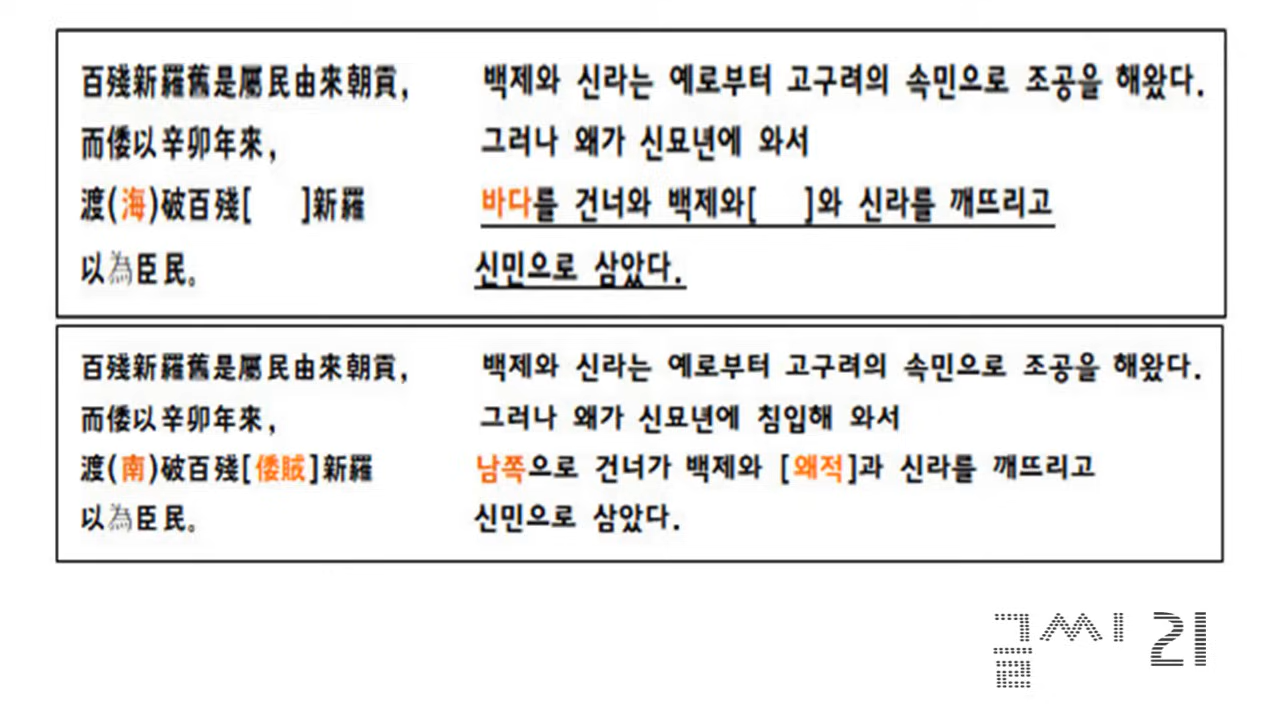 百殘新羅舊是屬民由來朝貢, 백제와 신라는 예로부터 고구려의 속민으로 조공을 해왔다.
而倭以辛卯年來, 그러나 왜가 신묘년에 와서
渡(海)破百殘[ ]新羅 바다를 건너와 백제와[ ]와 신라를 깨뜨리고
以為臣民。 신민으로 삼았다.
百殘新羅舊是屬民由來朝貢, 백제와 신라는 예로부터 고구려의 속민으로 조공을 해왔다.
而倭以辛卯年來, 그러나 왜가 신묘년에 침입해 와서
渡(南)破百殘[倭賊]新羅 남쪽으로 건너가 백제와 [왜적]과 신라를 깨뜨리고
以為臣民。 신민으로 삼았다.
글씨 21